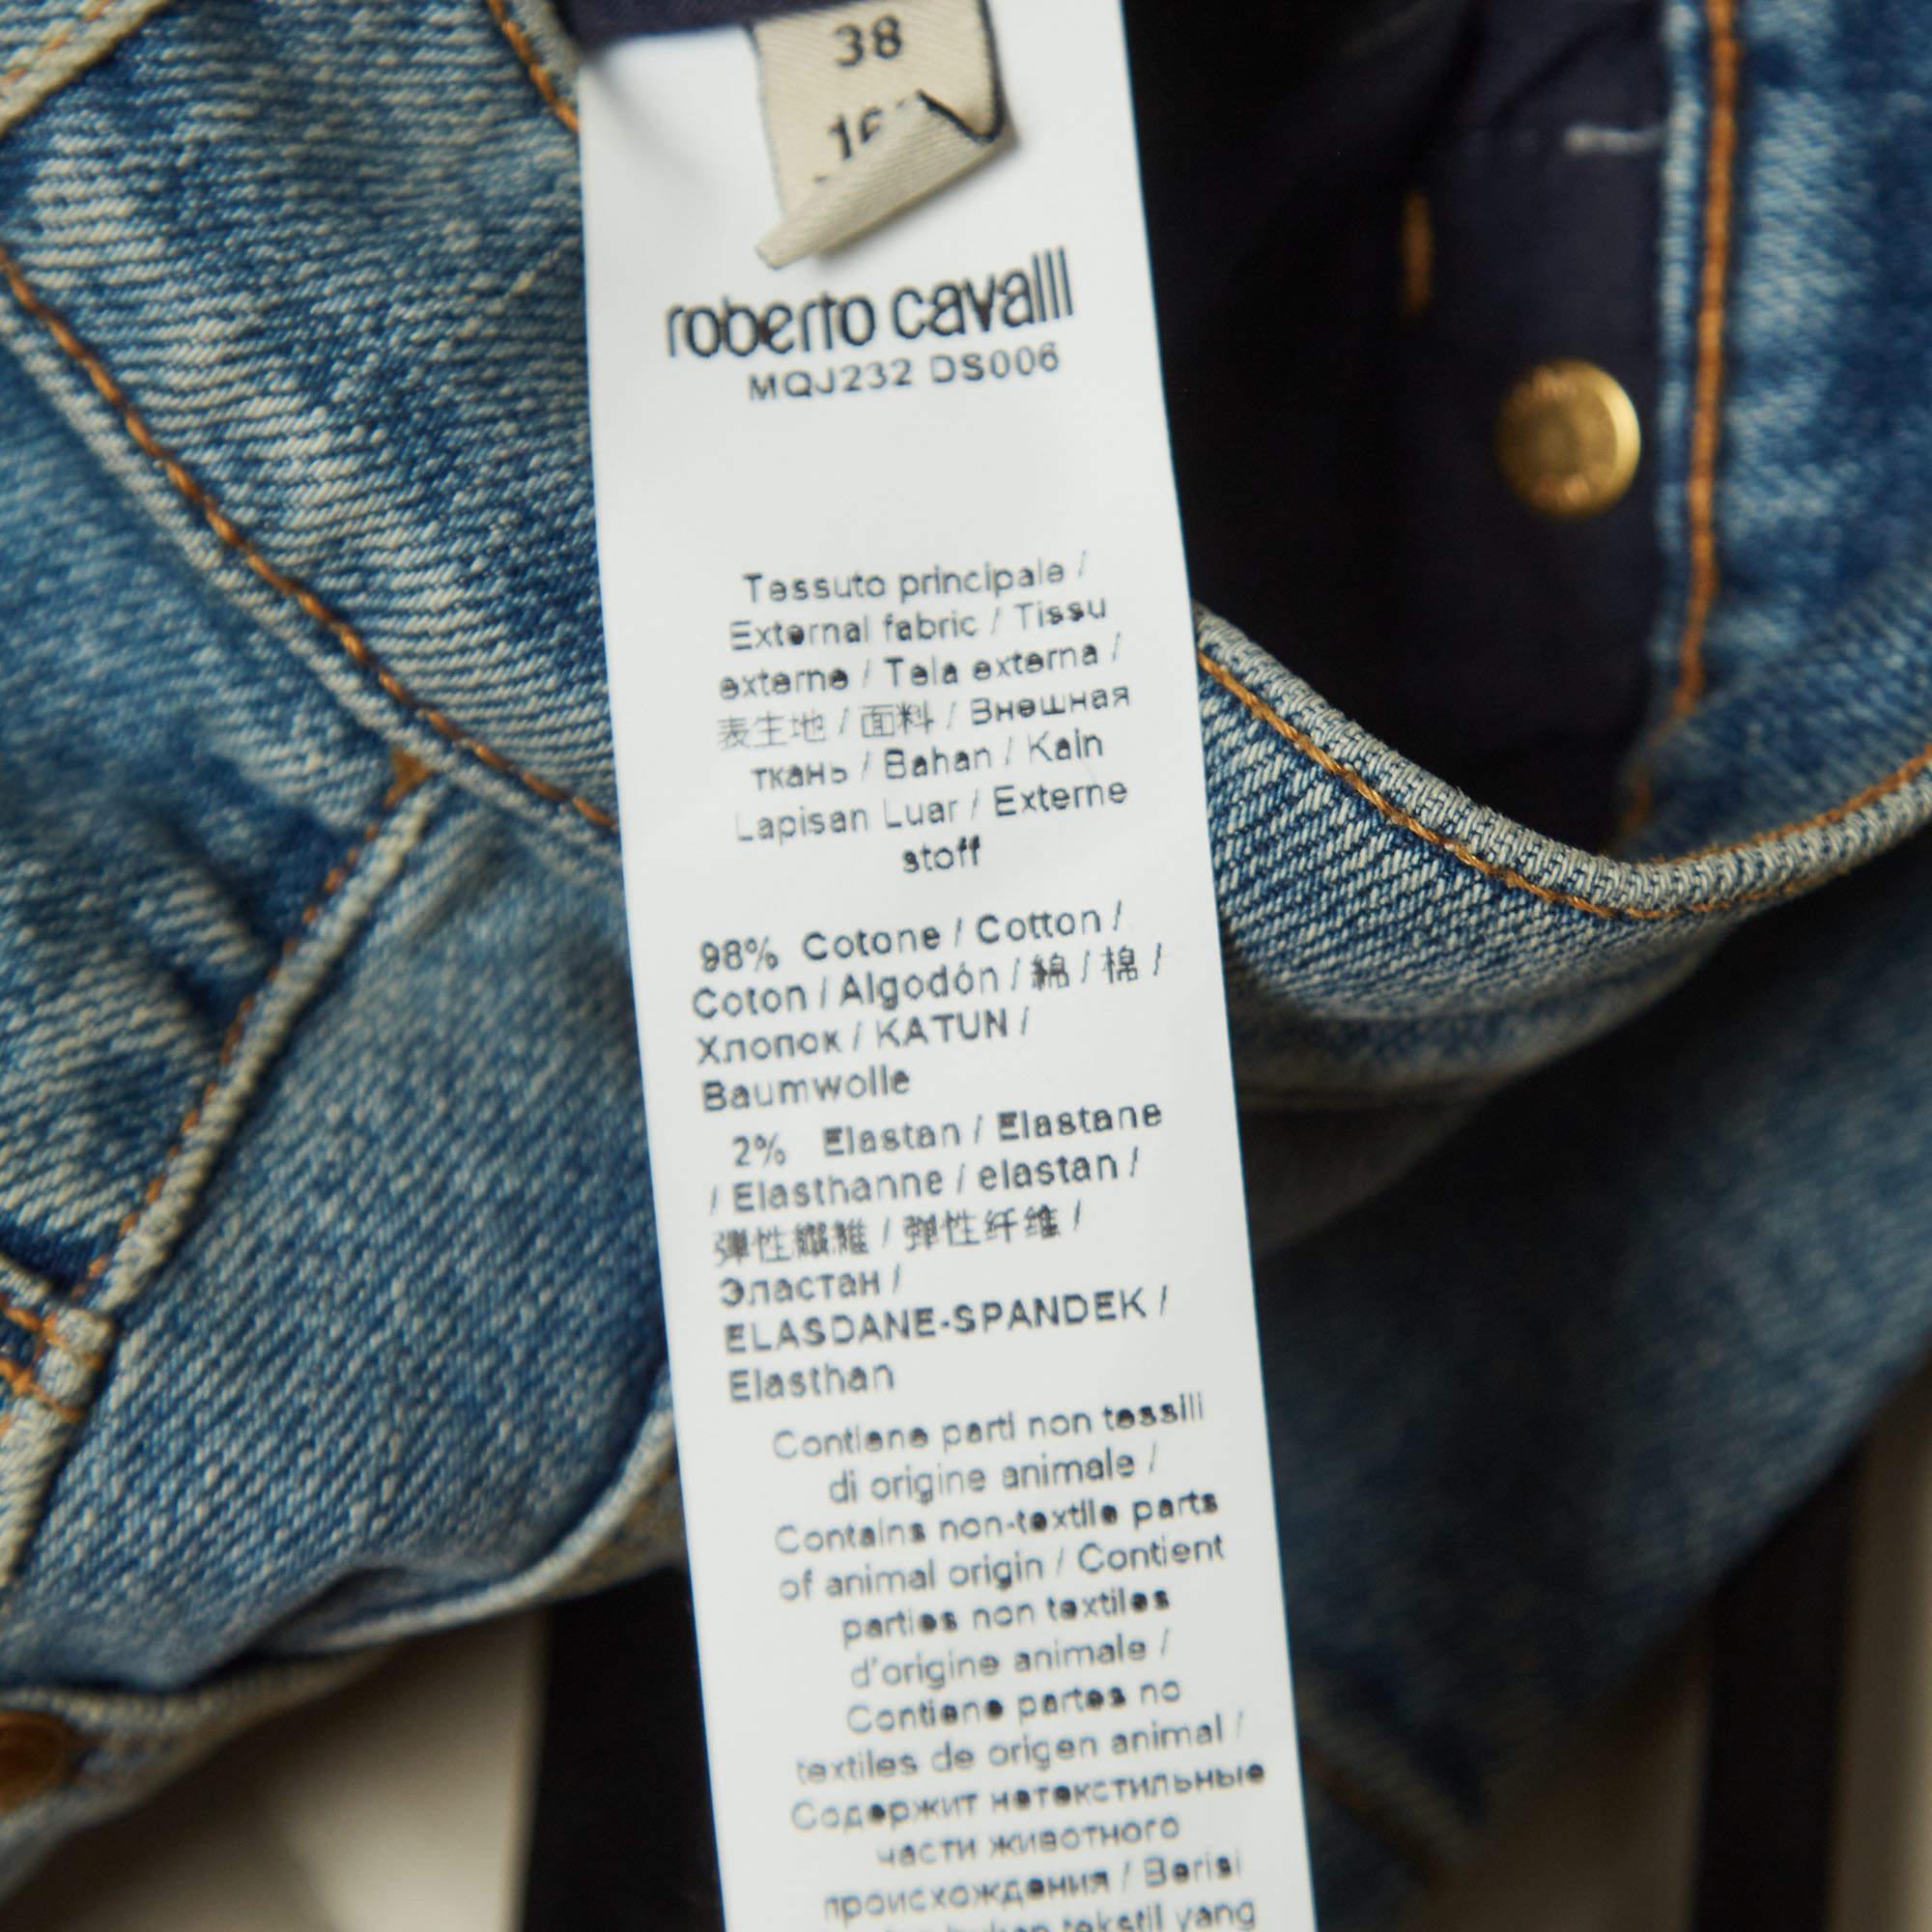 38
roberto cavalli
MQJ232 DS006
Tessuto principale /
External fabric / Tissu
externe / Tela externa /
表生地 / 面料 / Внешная
ткань / Bahan / Kain
Lapisan Luar / Externe
stoff
98% Cotone / Cotton /
Coton / Algodón / 綿 / 棉 /
Хлопок / KATUN /
Baumwolle
2% Elastan / Elastane
/ Elasthanne / elastan /
彈性纖維 / 弹性纤维 /
Эластан /
ELASDANE-SPANDEK /
Elasthan
Contiene parti non tessili
di origine animale /
Contains non-textile parts
of animal origin / Contient
parties non textiles
d'origine animale /
Contiene partes no
textiles de origen animal /
Содержит нетекстильные
части животного
происхождения / Berisi
bukan tekstil yang